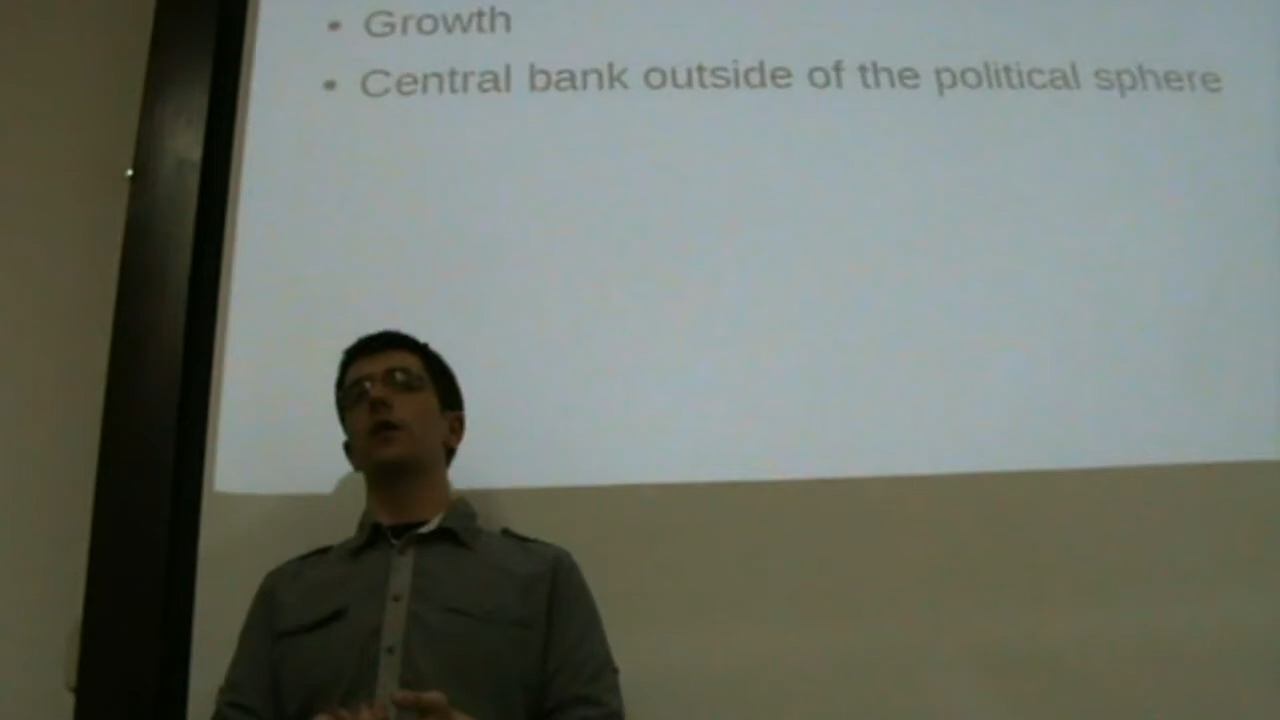 • Growth
• Central bank outside of the political sphere